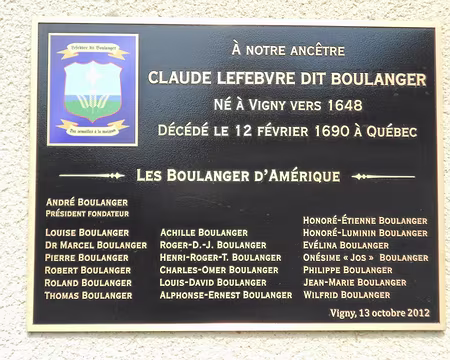 Lefebvre dit Boulanger
Des semailles à la moisson
À NOTRE ANCÊTRE
CLAUDE LEFEBVRE DIT BOULANGER
NÉ À VIGNY VERS 1648
DÉCÉDÉ LE 12 FÉVRIER 1690 À QUÉBEC
LES BOULANGER D'AMÉRIQUE
ANDRÉ BOULANGER
PRÉSIDENT FONDATEUR
LOUISE BOULANGER
DR MARCEL BOULANGER
PIERRE BOULANGER
ROBERT BOULANGER
ROLAND BOULANGER
THOMAS BOULANGER
ACHILLE BOULANGER
ROGER-D.-J. BOULANGER
HENRI-ROGER-T. BOULANGER
CHARLES-OMER BOULANGER
LOUIS-DAVID BOULANGER
ALPHONSE-ERNEST BOULANGER
HONORÉ-ÉTIENNE BOULANGER
HONORÉ-LUMININ BOULANGER
EVÉLINA BOULANGER
ONÉSIME « JOS » BOULANGER
PHILIPPE BOULANGER
JEAN-MARIE BOULANGER
WILFRID BOULANGER
Vigny, 13 octobre 2012